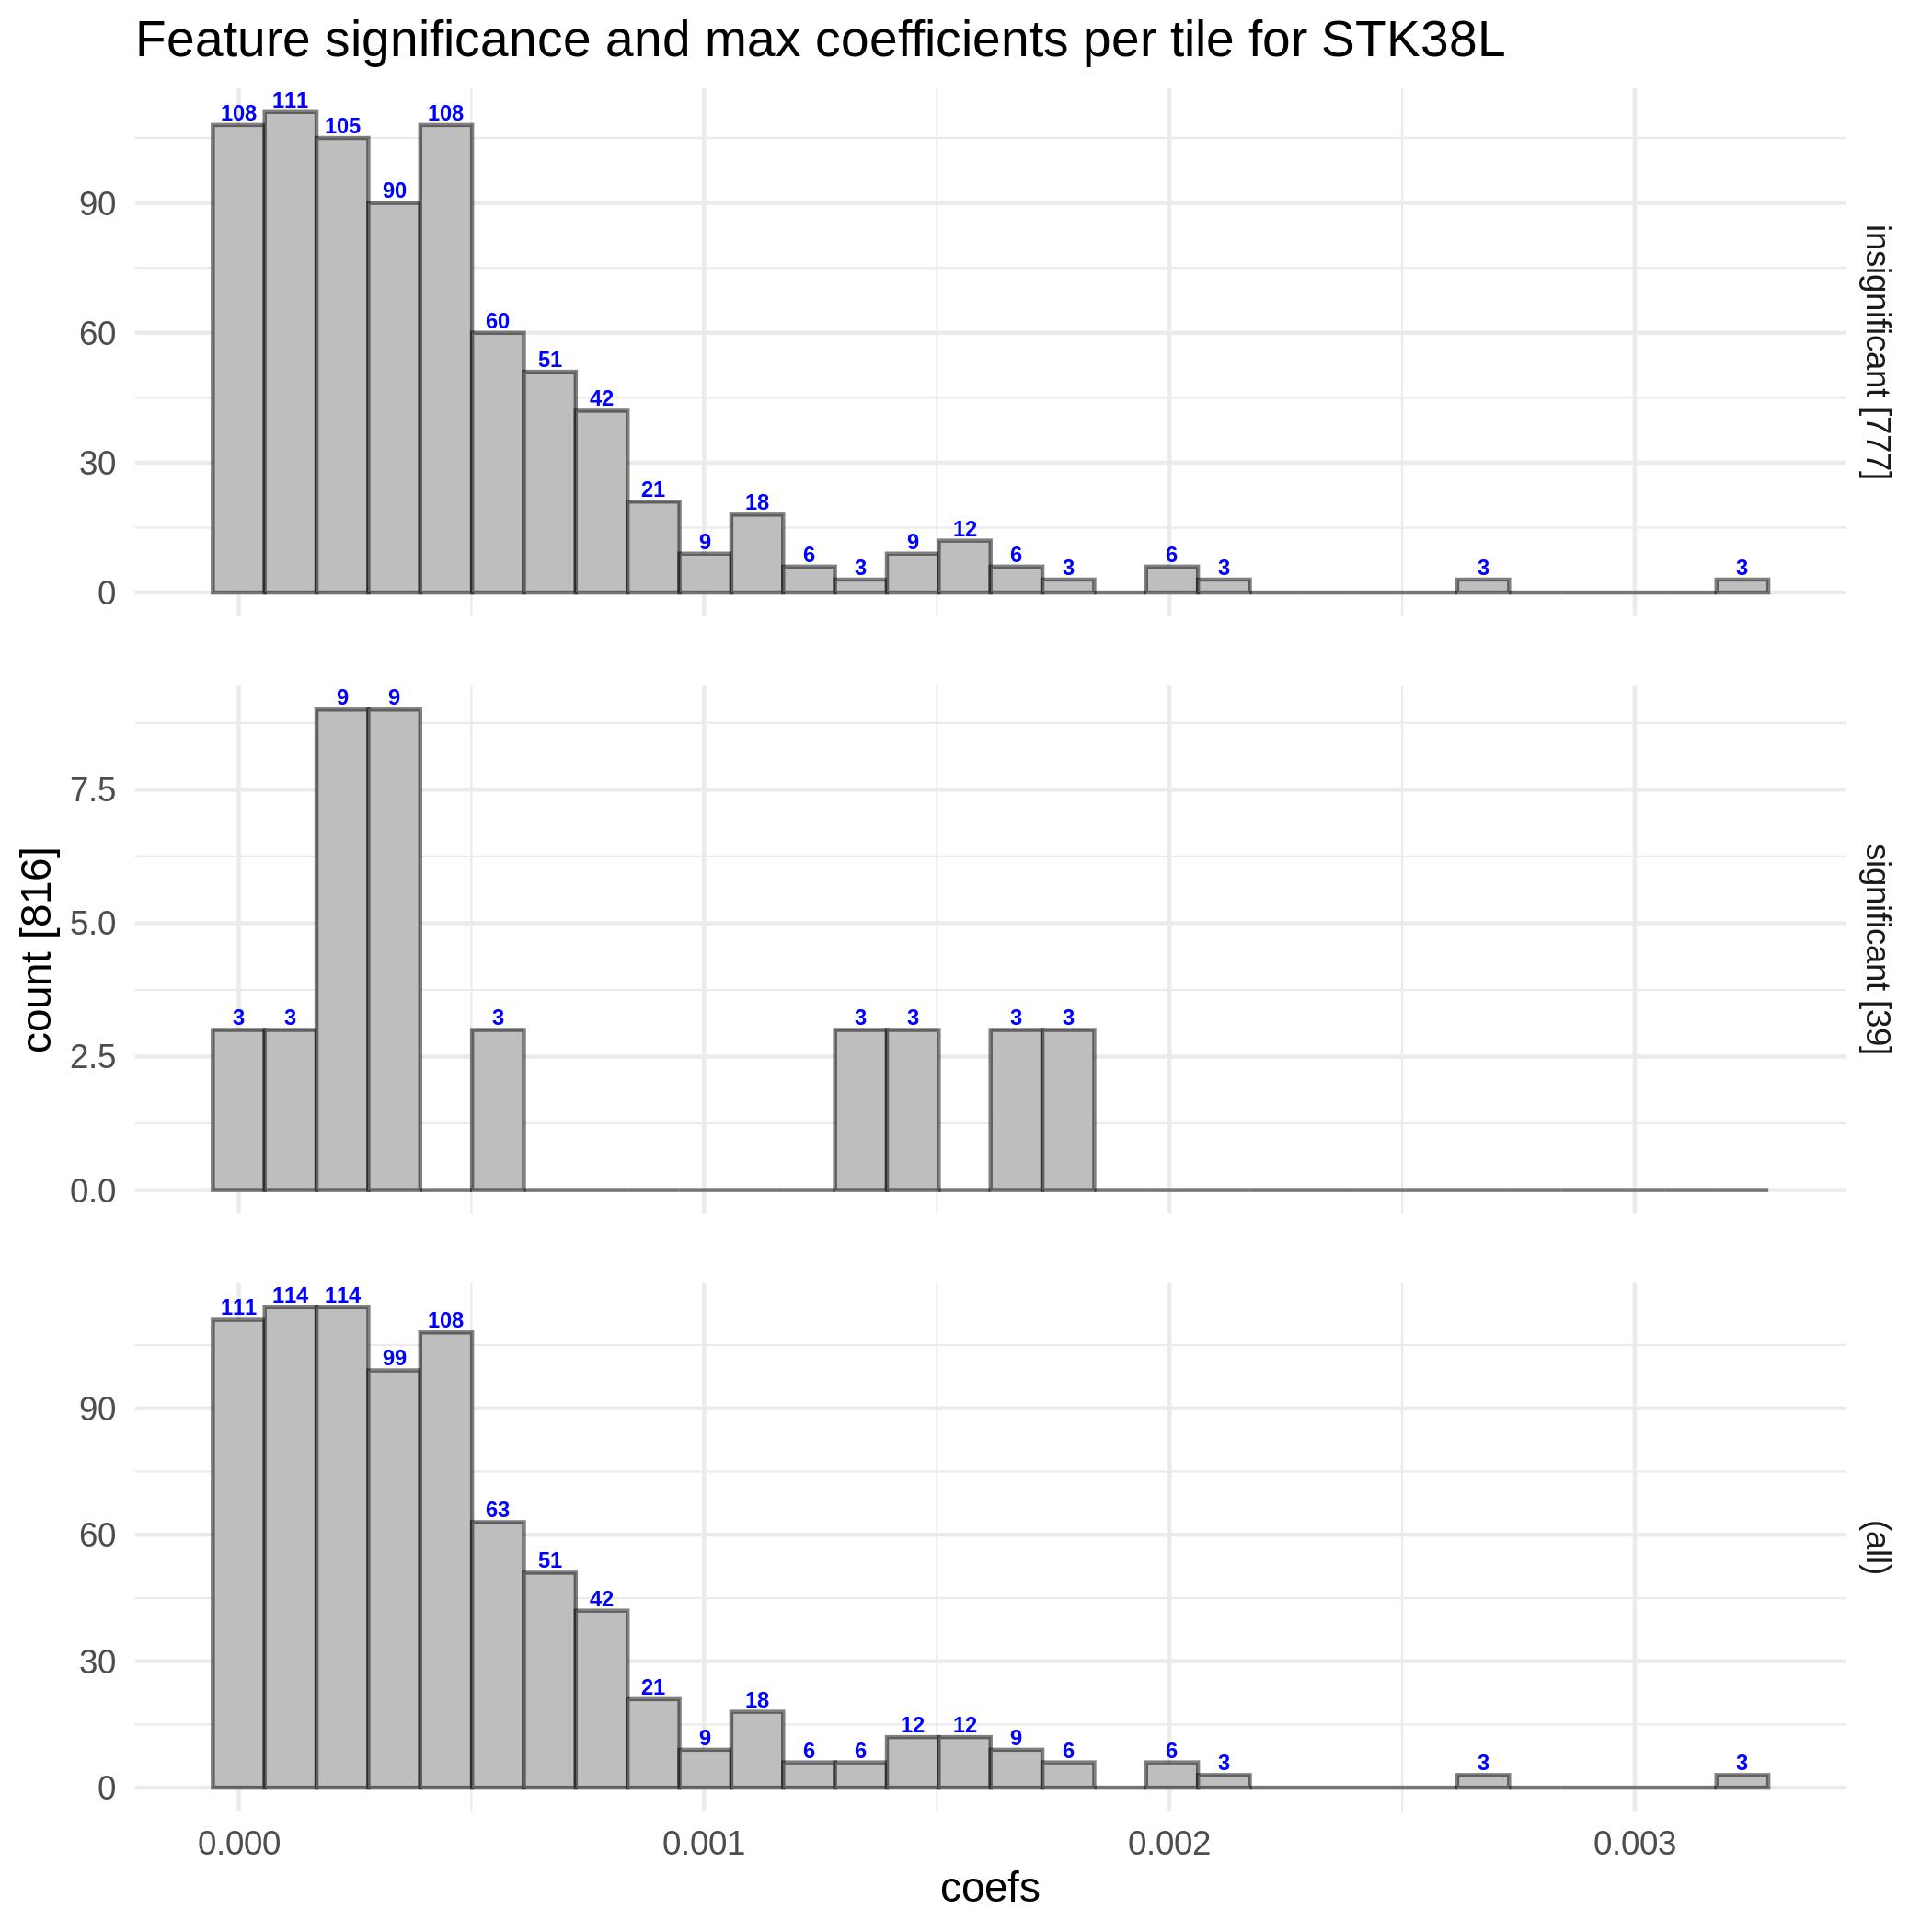 Feature significance and max coefficients per tile for STK38L
108 111 105 90 108 60 51 42 21 9 18 6 3 9 12 6 3 6 3 3 3
90
60
30
0
insignificant [777]
3 3 9 9 3 3 3 3 3
7.5
5.0
2.5
0.0
significant [39]
count [816]
111 114 114 99 108 63 51 42 21 9 18 6 6 12 12 9 6 6 3 3 3
90
60
30
0
(all)
0.000 0.001 0.002 0.003
coefs